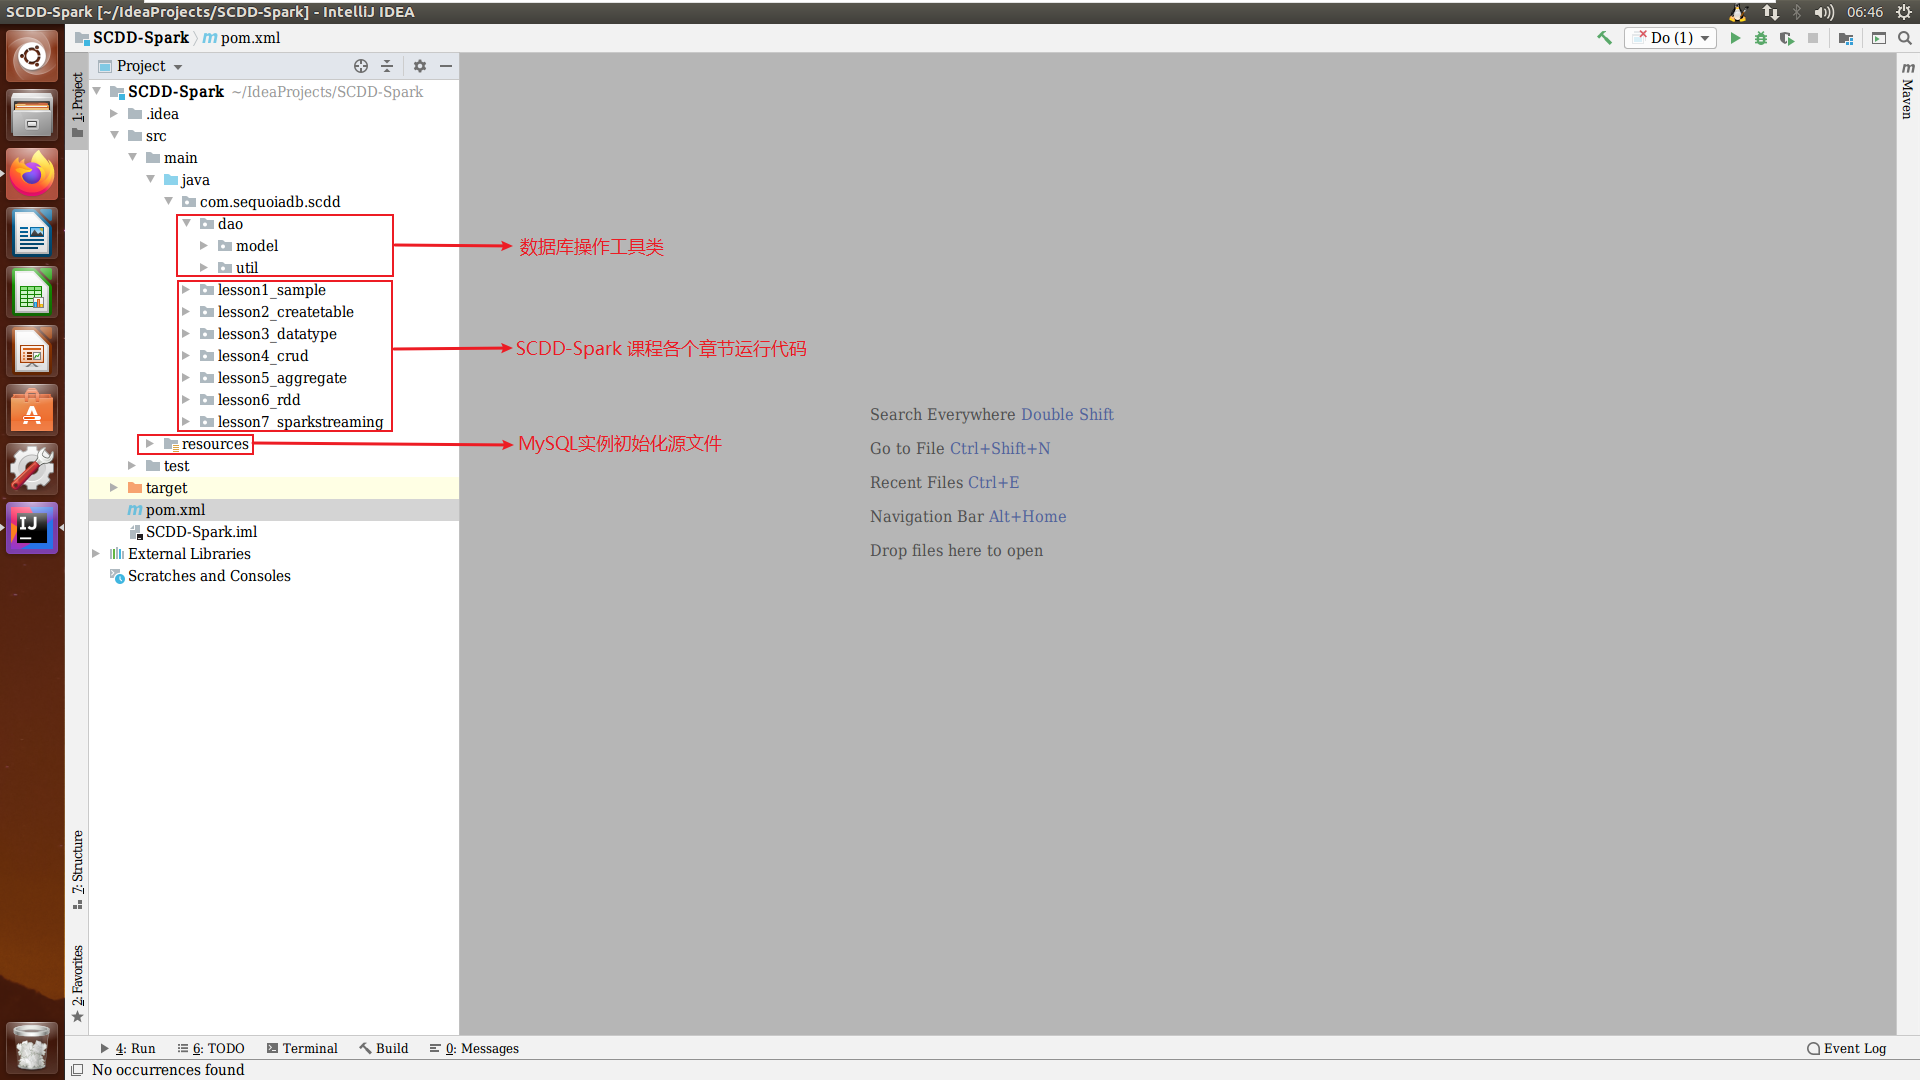 SCDD-Spark [~/IdeaProjects/SCDD-Spark] - IntelliJ IDEA
06:46
SCDD-Spark
m pom.xml
Do (1)
Project
1: Project
m Maven
SCDD-Spark ~/IdeaProjects/SCDD-Spark
.idea
src
main
java
com.sequoiadb.scdd
dao
model
util
数据库操作工具类
lesson1_sample
lesson2_createtable
lesson3_datatype
lesson4_crud
lesson5_aggregate
lesson6_rdd
lesson7_sparkstreaming
SCDD-Spark 课程各个章节运行代码
resources
MySQL实例初始化源文件
test
target
m pom.xml
SCDD-Spark.iml
External Libraries
Scratches and Consoles
Search Everywhere Double Shift
Go to File Ctrl+Shift+N
Recent Files Ctrl+E
Navigation Bar Alt+Home
Drop files here to open
IJ
7: Structure
2: Favorites
4: Run
6: TODO
Terminal
Build
0: Messages
Event Log
No occurrences found